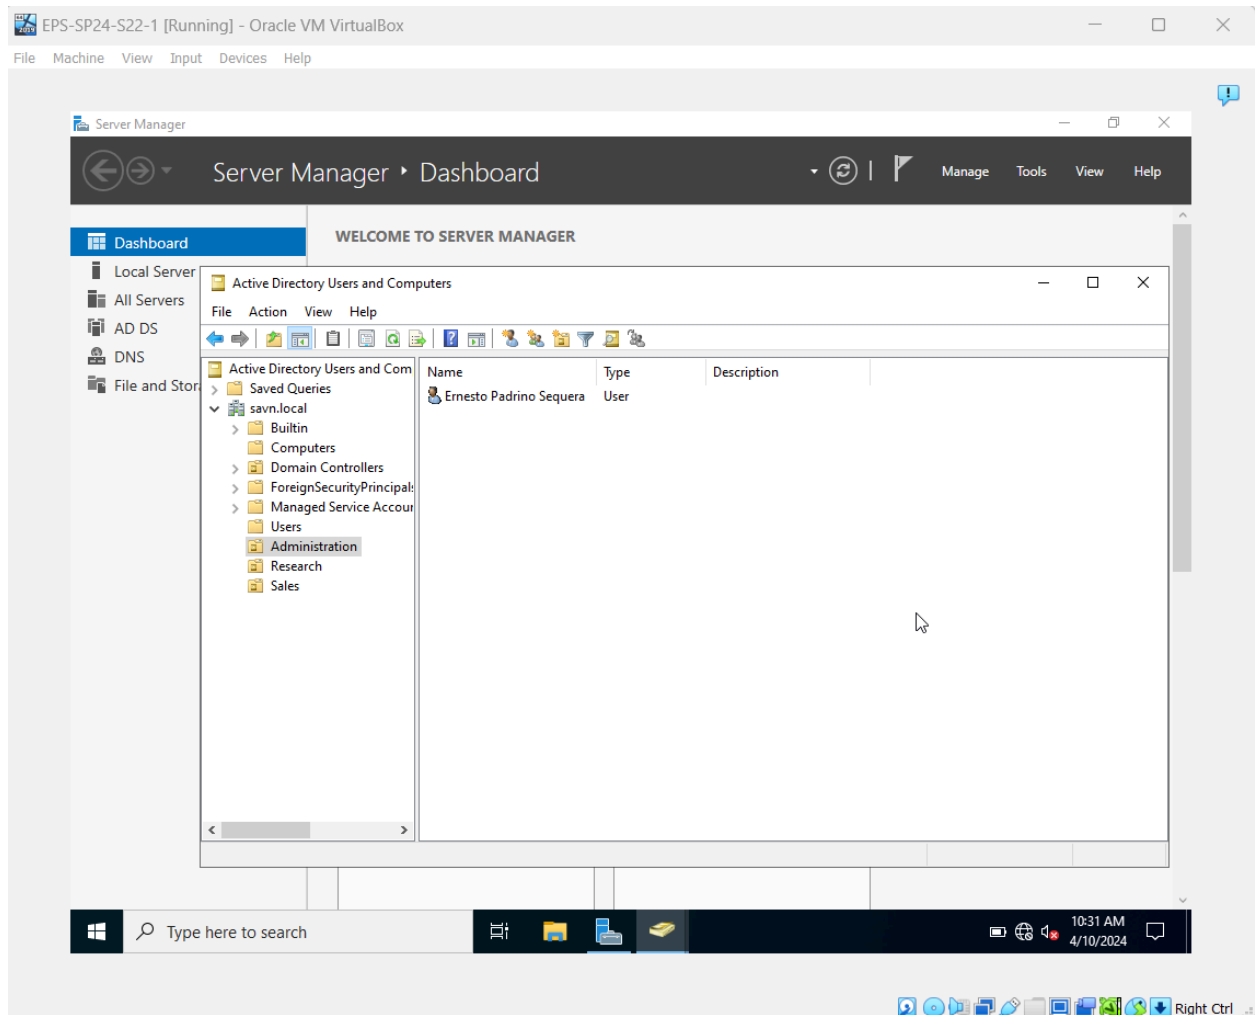 EPS-SP24-S22-1 [Running] - Oracle VM VirtualBox
File Machine View Input Devices Help
Server Manager
Server Manager Dashboard
Manage Tools View Help
Dashboard
Local Server
All Servers
AD DS
DNS
File and Stor
WELCOME TO SERVER MANAGER
Active Directory Users and Computers
File Action View Help
Active Directory Users and Com
Saved Queries
savn.local
Builtin
Computers
Domain Controllers
ForeignSecurityPrincipals
Managed Service Accour
Users
Administration
Research
Sales
Name Type Description
Ernesto Padrino Sequera User
Type here to search
10:31 AM
4/10/2024
Right Ctrl